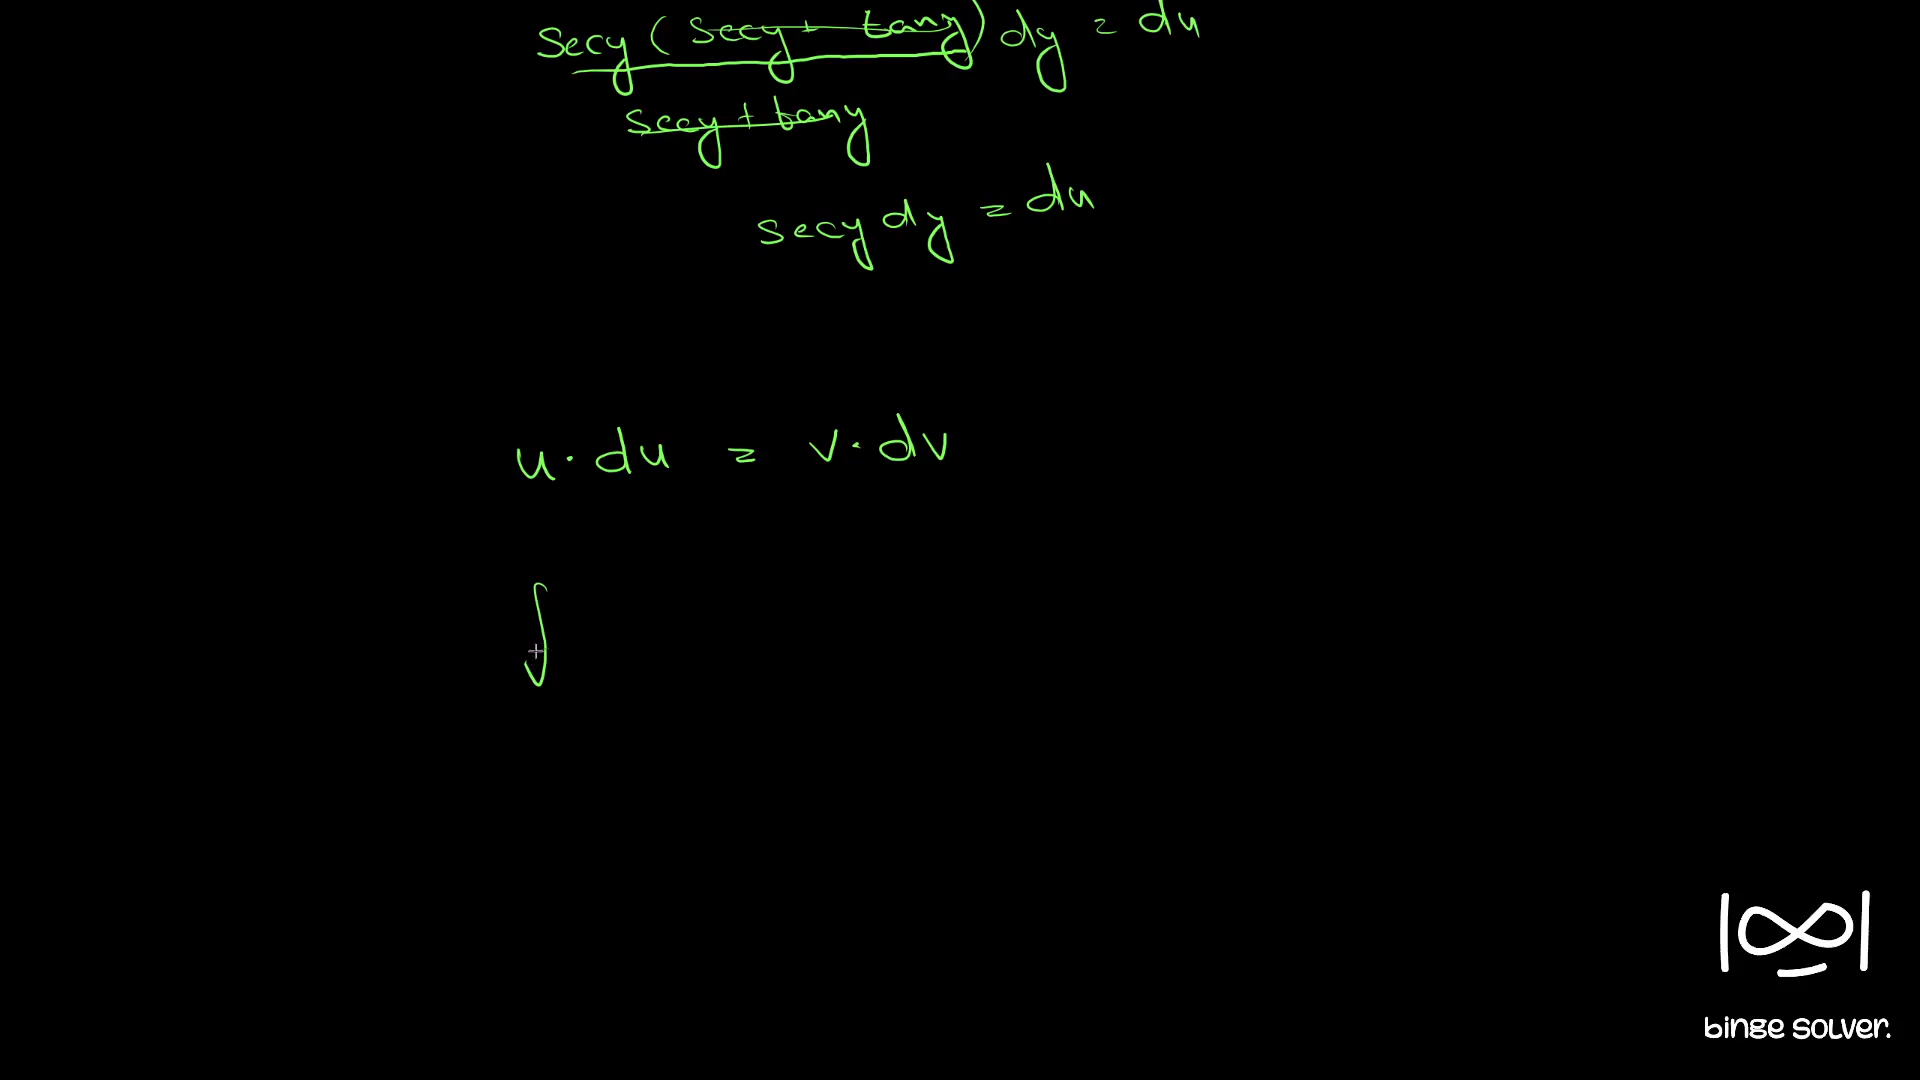 secy (secy + tany) dy = du
secy + tany
secy dy = du
u · du = v · dv
∫
binge solver.